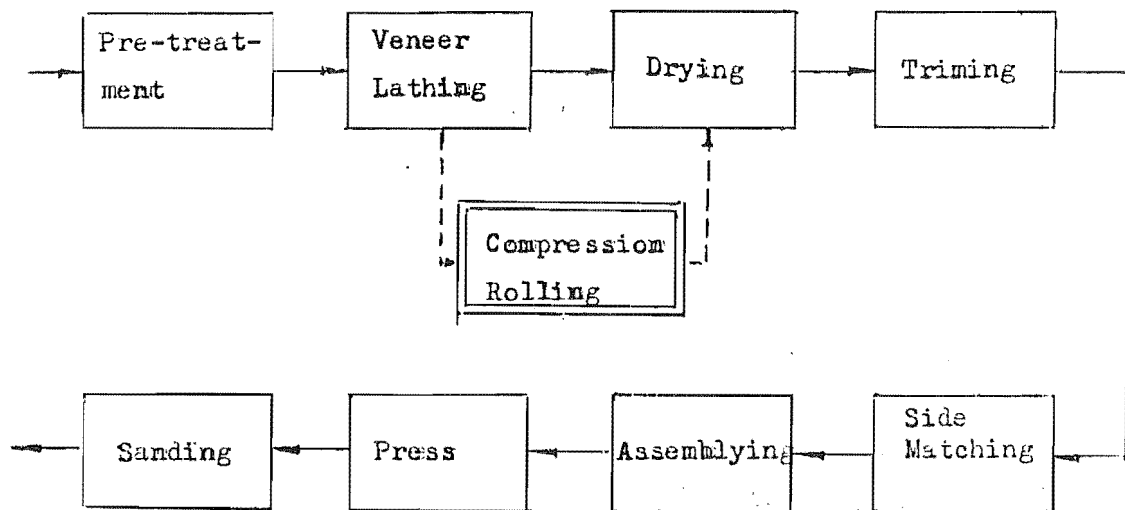 Pre-treat-
ment
Veneer
Lathing
Drying
Triming
Compression
Rolling
Side
Matching
Assemblying
Press
Sanding